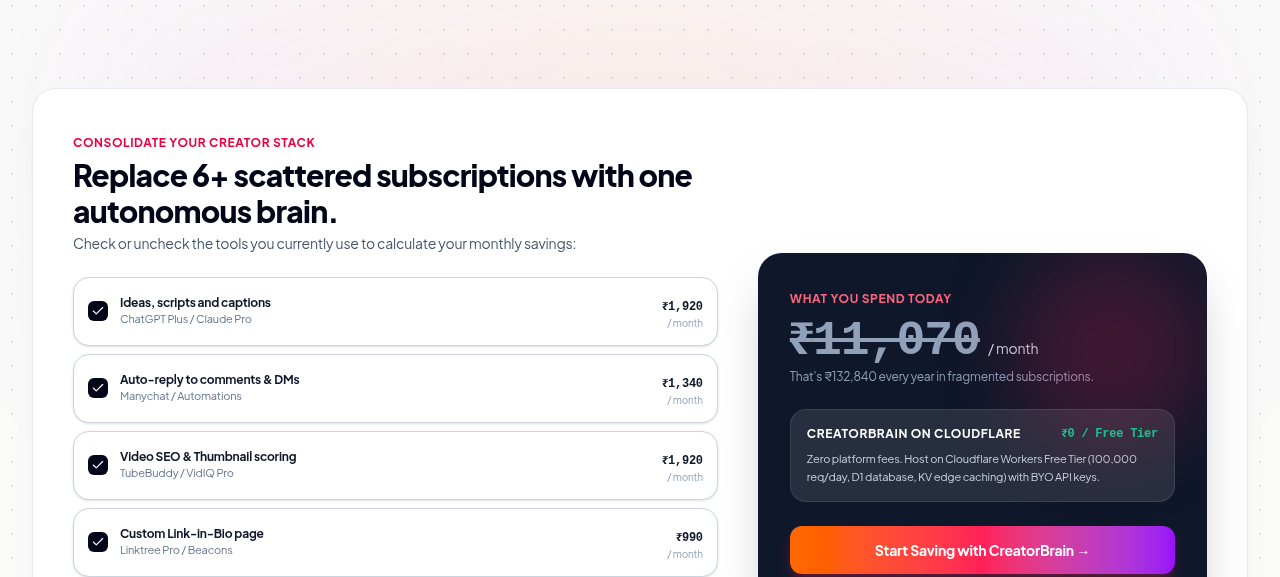 CONSOLIDATE YOUR CREATOR STACK
Replace 6+ scattered subscriptions with one
autonomous brain.
Check or uncheck the tools you currently use to calculate your monthly savings:
Ideas, scripts and captions
ChatGPT Plus / Claude Pro
₹1,920
/ month
Auto-reply to comments & DMs
Manychat / Automations
₹1,340
/ month
Video SEO & Thumbnail scoring
TubeBuddy / VidIQ Pro
₹1,920
/ month
Custom Link-in-Bio page
Linktree Pro / Beacons
₹990
/ month
WHAT YOU SPEND TODAY
₹11,070 / month
That's ₹132,840 every year in fragmented subscriptions.
CREATORBRAIN ON CLOUDFLARE
₹0 / Free Tier
Zero platform fees. Host on Cloudflare Workers Free Tier (100,000
req/day, D1 database, KV edge caching) with BYO API keys.
Start Saving with CreatorBrain →